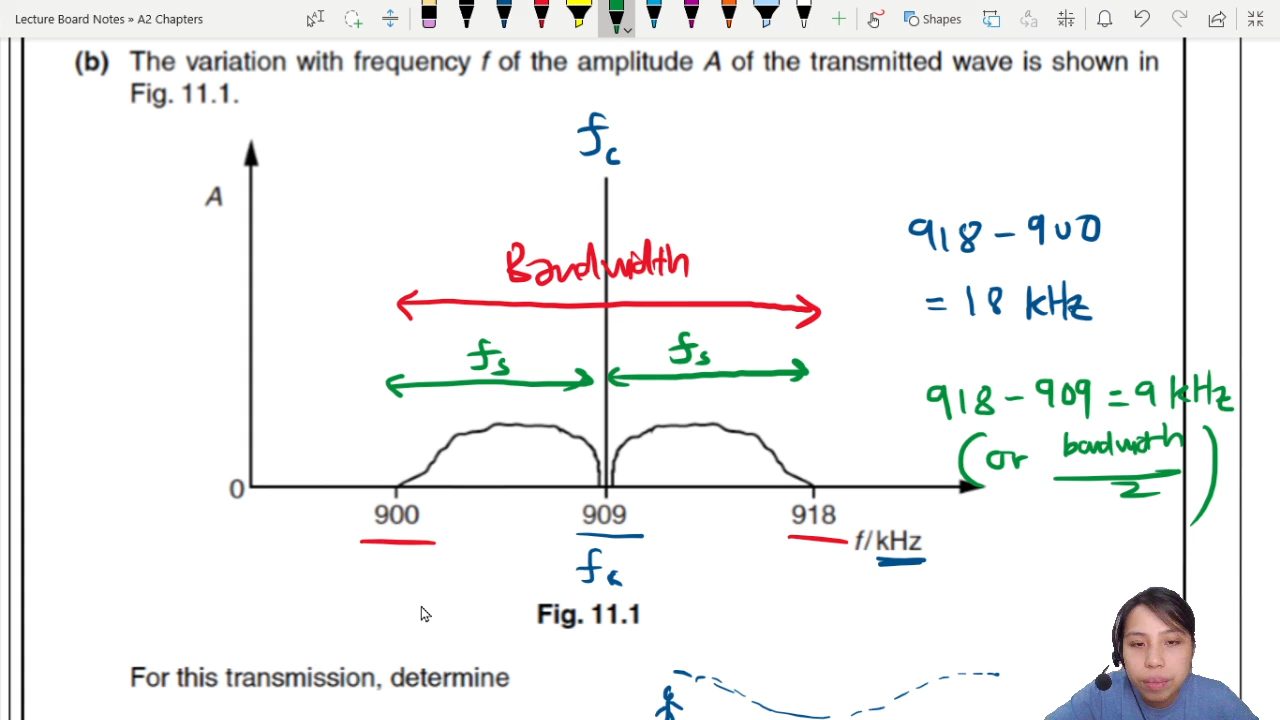 Lecture Board Notes » A2 Chapters
Shapes
(b) The variation with frequency f of the amplitude A of the transmitted wave is shown in
Fig. 11.1.
fc
A
918 - 900
Bandwidth
= 18 kHz
fs
fs
918 - 909 = 9 kHz
(or bandwidth
2)
0
900
909
918
f/kHz
fc
Fig. 11.1
For this transmission, determine